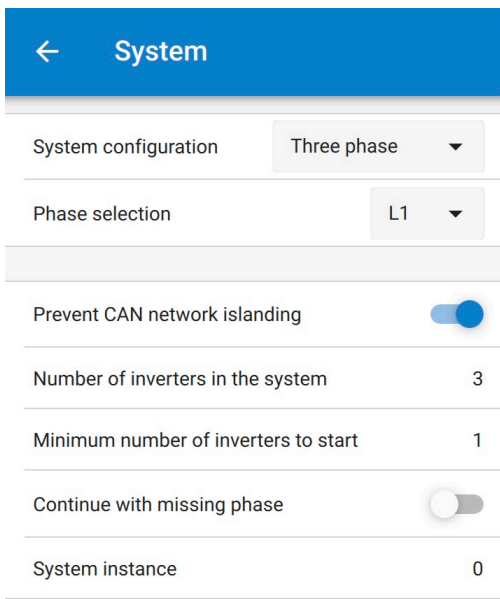 System
System configuration Three phase
Phase selection L1
Prevent CAN network islanding
Number of inverters in the system 3
Minimum number of inverters to start 1
Continue with missing phase
System instance 0